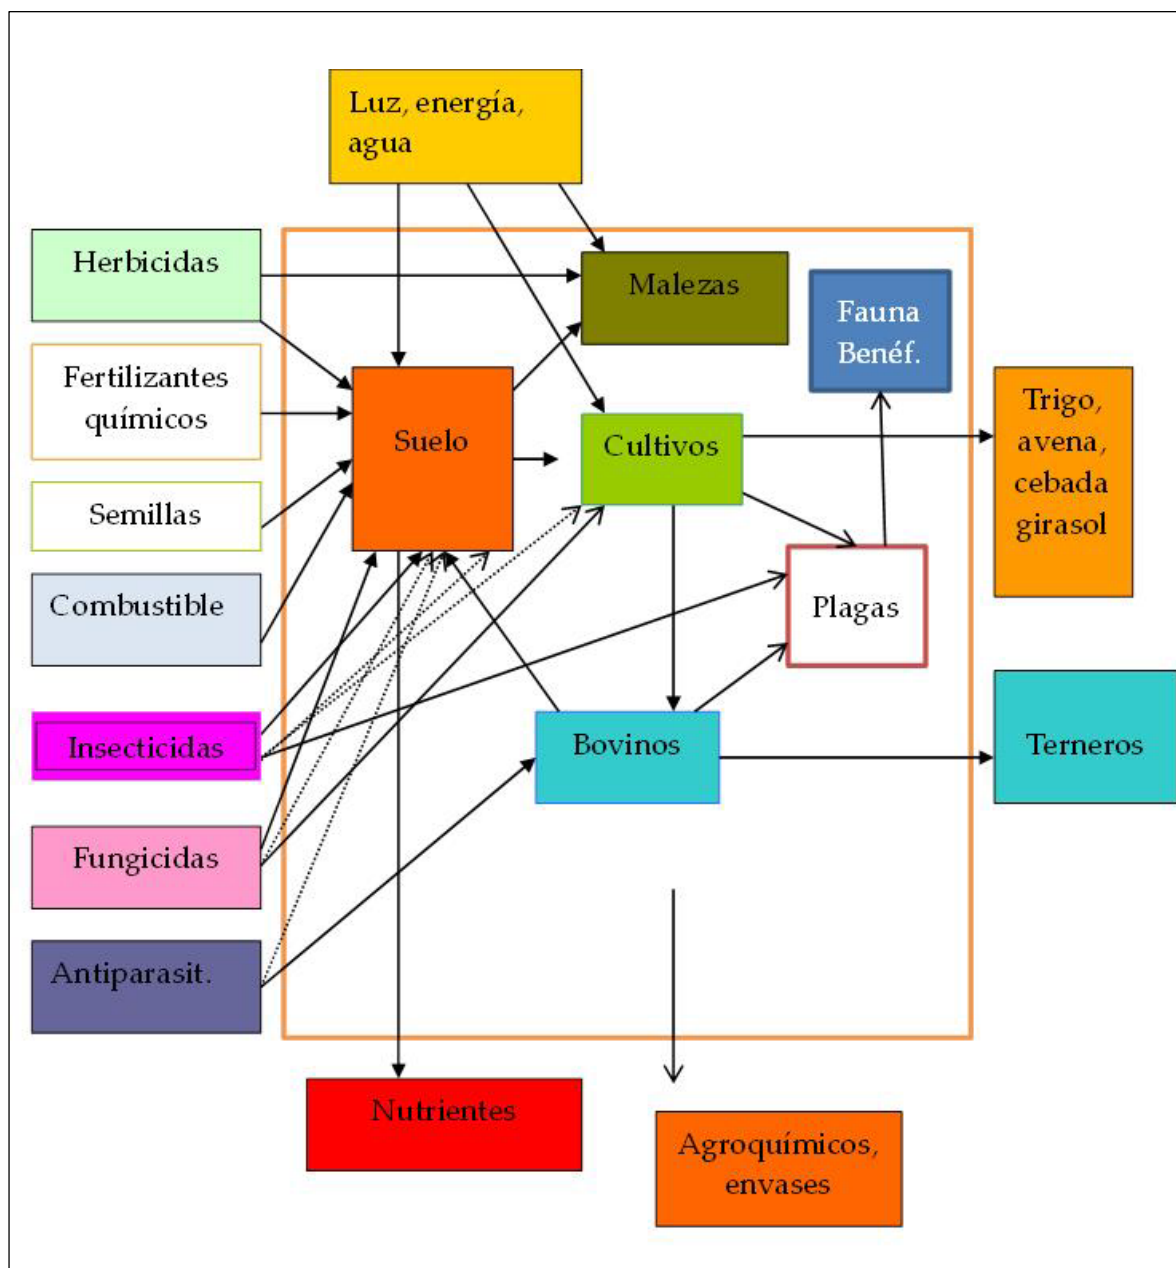 Luz, energía,
agua
Herbicidas
Malezas
Fauna
Benéf.
Fertilizantes
químicos
Suelo
Cultivos
Trigo,
avena,
cebada
girasol
Semillas
Combustible
Plagas
Insecticidas
Bovinos
Terneros
Fungicidas
Antiparasit.
Nutrientes
Agroquímicos,
envases